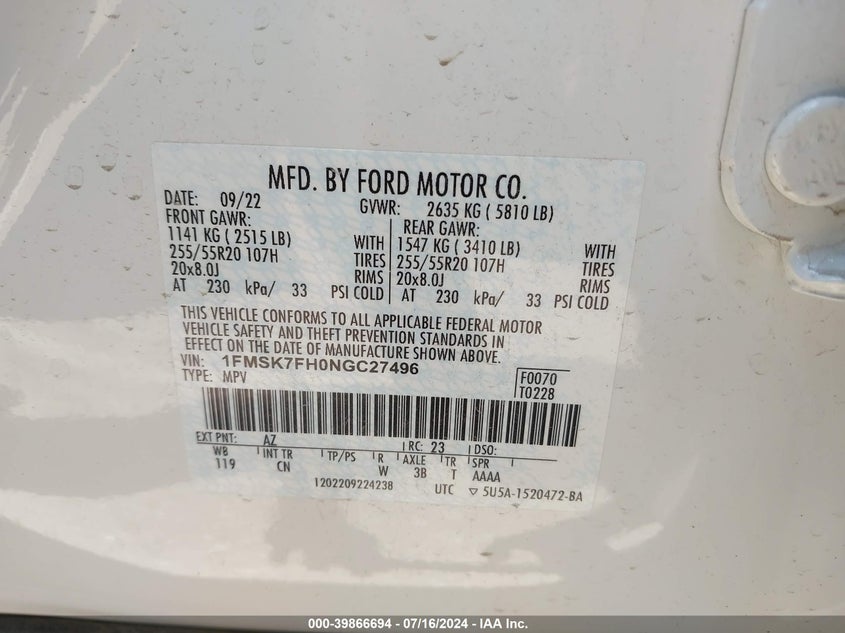 MFD. BY FORD MOTOR CO.
DATE: 09/22 GVWR: 2635 KG ( 5810 LB)
FRONT GAWR: REAR GAWR:
1141 KG ( 2515 LB) WITH 1547 KG ( 3410 LB) WITH
255/55R20 107H TIRES 255/55R20 107H TIRES
20x8.0J RIMS 20x8.0J RIMS
AT 230 kPa/ 33 PSI COLD AT 230 kPa/ 33 PSI COLD
THIS VEHICLE CONFORMS TO ALL APPLICABLE FEDERAL MOTOR
VEHICLE SAFETY AND THEFT PREVENTION STANDARDS IN
EFFECT ON THE DATE OF MANUFACTURE SHOWN ABOVE.
VIN: 1FMSK7FH0NGC27496
TYPE: MPV
F0070
T0228
EXT PNT: AZ RC: 23 DSO:
WB INT TR TP/PS R AXLE TR SPR
119 CN W 3B T AAAA
1202209224238 UTC ▽ 5U5A-1520472-BA
000-39866694 - 07/16/2024 - IAA Inc.